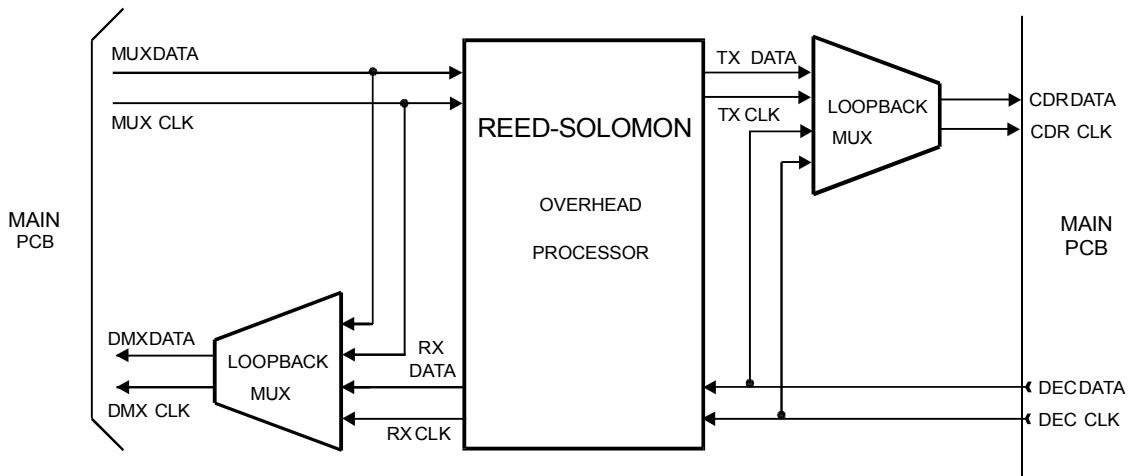 MUXDATA
MUX CLK
MAIN
PCB
DMXDATA
DMX CLK
LOOPBACK
MUX
RX
DATA
RX CLK
REED-SOLOMON
OVERHEAD
PROCESSOR
TX DATA
TX CLK
LOOPBACK
MUX
CDRDATA
CDR CLK
MAIN
PCB
DECDATA
DEC CLK